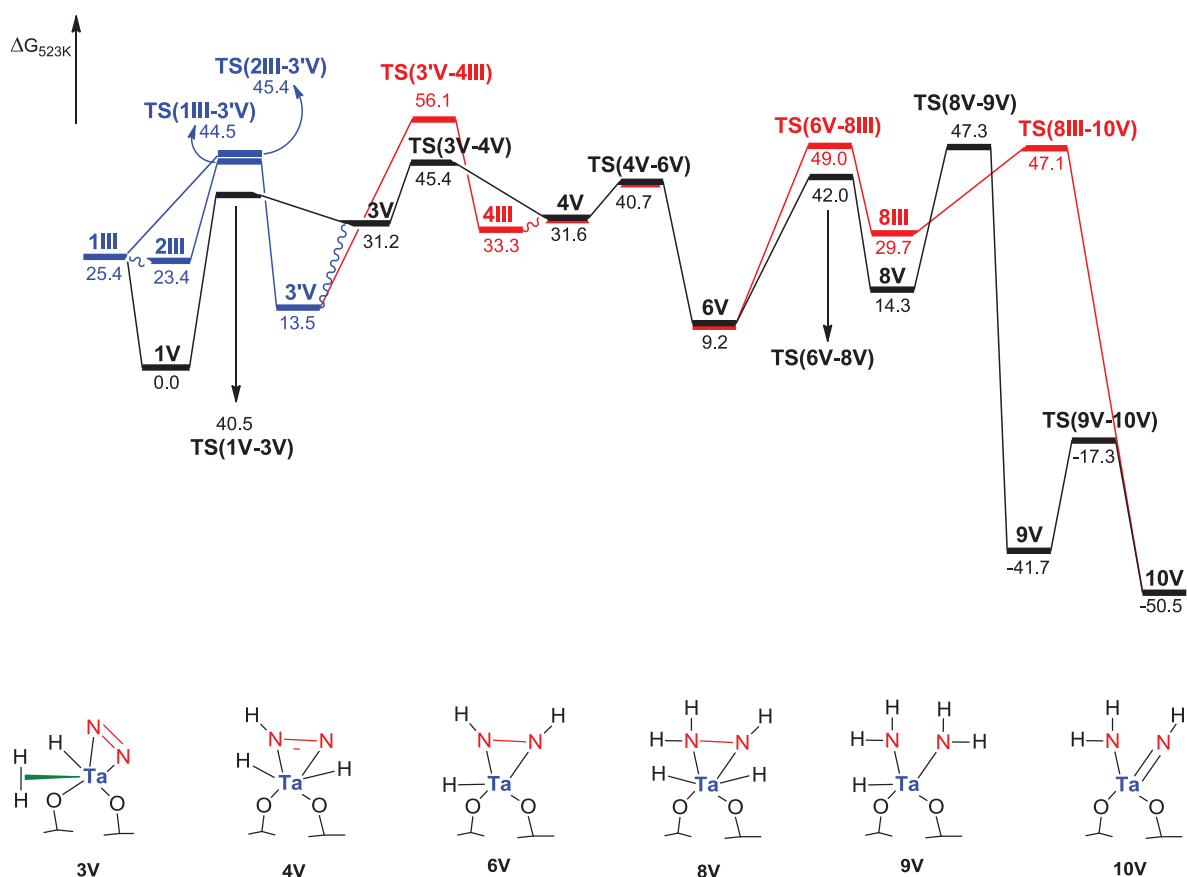 ΔG523K
TS(2III-3'V)
45.4
TS(1III-3'V)
44.5
TS(3'V-4III)
56.1
TS(3V-4V)
45.4
TS(4V-6V)
40.7
TS(6V-8III)
49.0
42.0
TS(8V-9V)
47.3
TS(8III-10V)
47.1
1III
25.4
2III
23.4
3'V
13.5
3V
31.2
4III
33.3
4V
31.6
6V
9.2
8III
29.7
8V
14.3
TS(6V-8V)
1V
0.0
40.5
TS(1V-3V)
TS(9V-10V)
-17.3
9V
-41.7
10V
-50.5
H N N
H Ta
H O O
3V
H
N - N
H Ta H
O O
4V
H H
N N
H Ta
O O
6V
H H
H N N
H Ta H
O O
8V
H H
H N N H
H Ta
O O
9V
H H
H N N
Ta
O O
10V